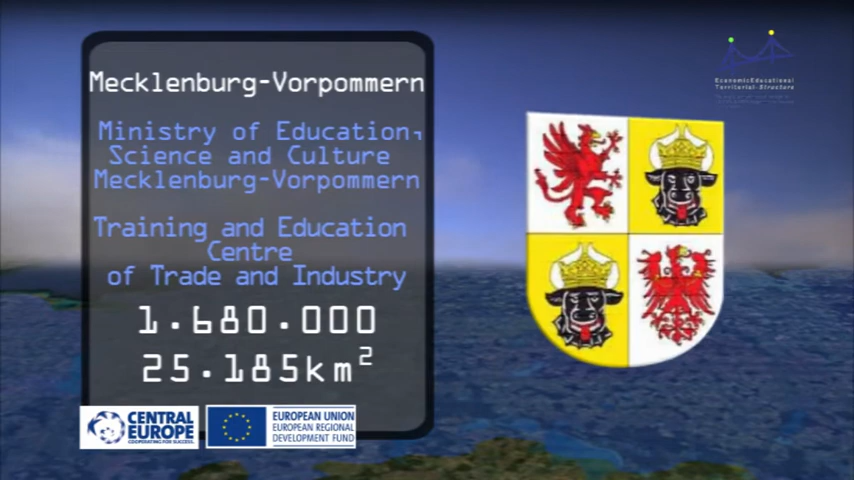 Mecklenburg-Vorpommern
Ministry of Education,
Science and Culture
Mecklenburg-Vorpommern
Training and Education
Centre
of Trade and Industry
1.680.000
25.185km²
EconomicEducational
Territorial-Structure
CENTRAL
EUROPE
COOPERATING FOR SUCCESS.
EUROPEAN UNION
EUROPEAN REGIONAL
DEVELOPMENT FUND